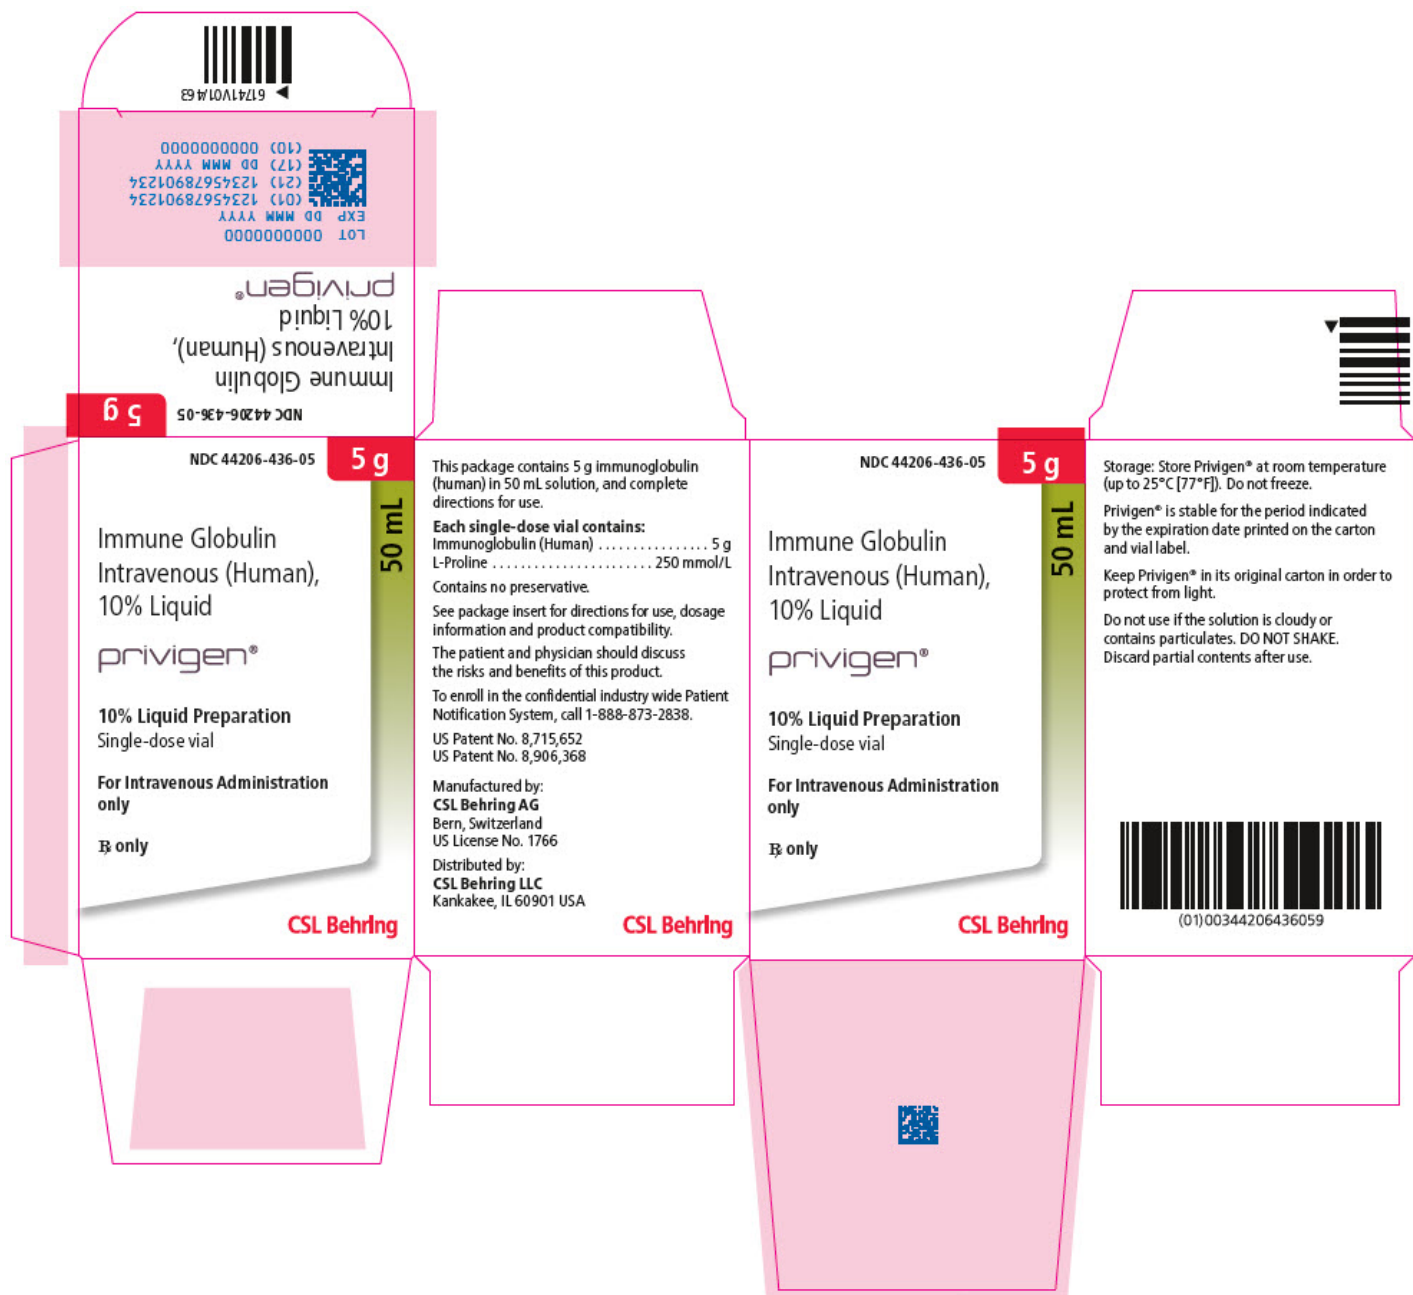 61741V01/463
(10) 0000000000
(17) DD MMM YYYY
(21) 12345678901234
(01) 12345678901234
EXP DD MMM YYYY
LOT 0000000000
privigen®
10% Liquid
Intravenous (Human),
Immune Globulin
NDC 44206-436-05
5 g
NDC 44206-436-05
5 g
50 mL
Immune Globulin
Intravenous (Human),
10% Liquid
privigen®
10% Liquid Preparation
Single-dose vial
For Intravenous Administration
only
℞ only
CSL Behring
This package contains 5 g immunoglobulin
(human) in 50 mL solution, and complete
directions for use.
Each single-dose vial contains:
Immunoglobulin (Human) ................ 5 g
L-Proline ....................... 250 mmol/L
Contains no preservative.
See package insert for directions for use, dosage
information and product compatibility.
The patient and physician should discuss
the risks and benefits of this product.
To enroll in the confidential industry wide Patient
Notification System, call 1-888-873-2838.
US Patent No. 8,715,652
US Patent No. 8,906,368
Manufactured by:
CSL Behring AG
Bern, Switzerland
US License No. 1766
Distributed by:
CSL Behring LLC
Kankakee, IL 60901 USA
CSL Behring
NDC 44206-436-05
5 g
50 mL
Immune Globulin
Intravenous (Human),
10% Liquid
privigen®
10% Liquid Preparation
Single-dose vial
For Intravenous Administration
only
℞ only
CSL Behring
Storage: Store Privigen® at room temperature
(up to 25°C [77°F]). Do not freeze.
Privigen® is stable for the period indicated
by the expiration date printed on the carton
and vial label.
Keep Privigen® in its original carton in order to
protect from light.
Do not use if the solution is cloudy or
contains particulates. DO NOT SHAKE.
Discard partial contents after use.
(01)00344206436059